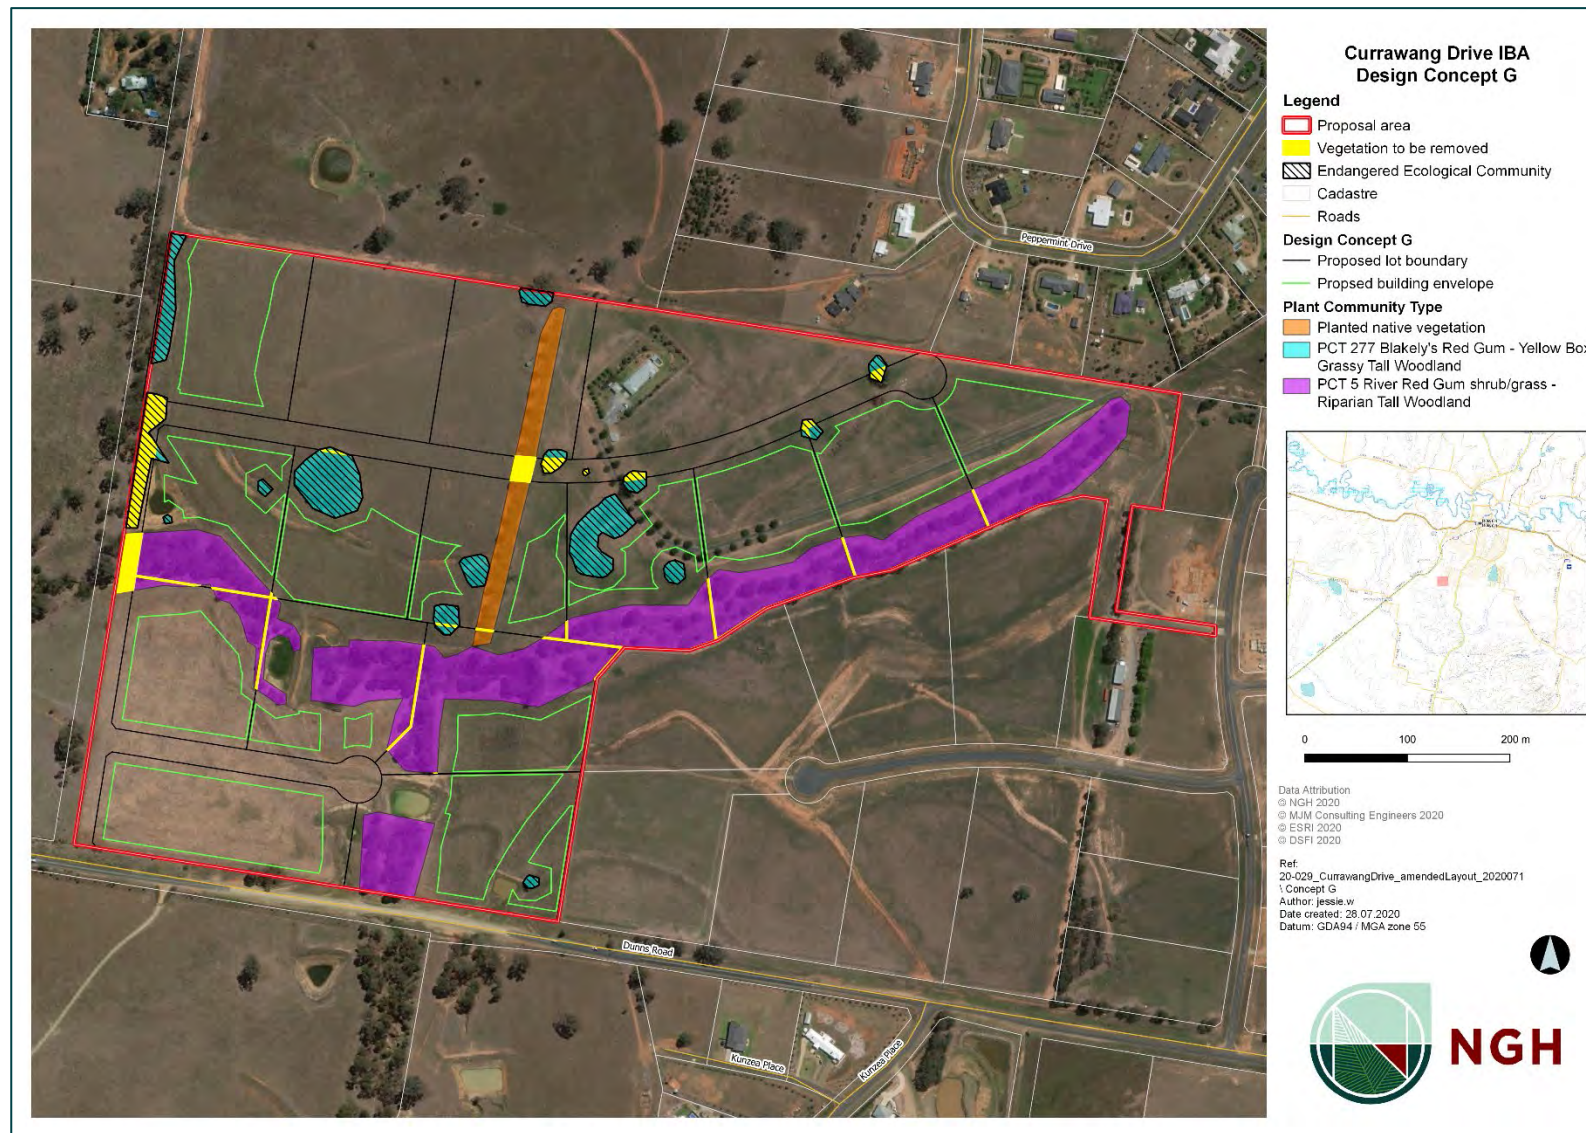 Currawang Drive IBA
Design Concept G
Legend
Proposal area
Vegetation to be removed
Endangered Ecological Community
Cadastre
Roads
Design Concept G
Proposed lot boundary
Propsed building envelope
Plant Community Type
Planted native vegetation
PCT 277 Blakely's Red Gum - Yellow Box
Grassy Tall Woodland
PCT 5 River Red Gum shrub/grass -
Riparian Tall Woodland
Peppermint Drive
Dunns Road
Kunzea Place
Kunzea Place
0 100 200 m
Data Attribution
© NGH 2020
© MJM Consulting Engineers 2020
© ESRI 2020
© DSFI 2020
Ref:
20-029_CurrawangDrive_amendedLayout_2020071
\ Concept G
Author: jessie.w
Date created: 28.07.2020
Datum: GDA94 / MGA zone 55
NGH